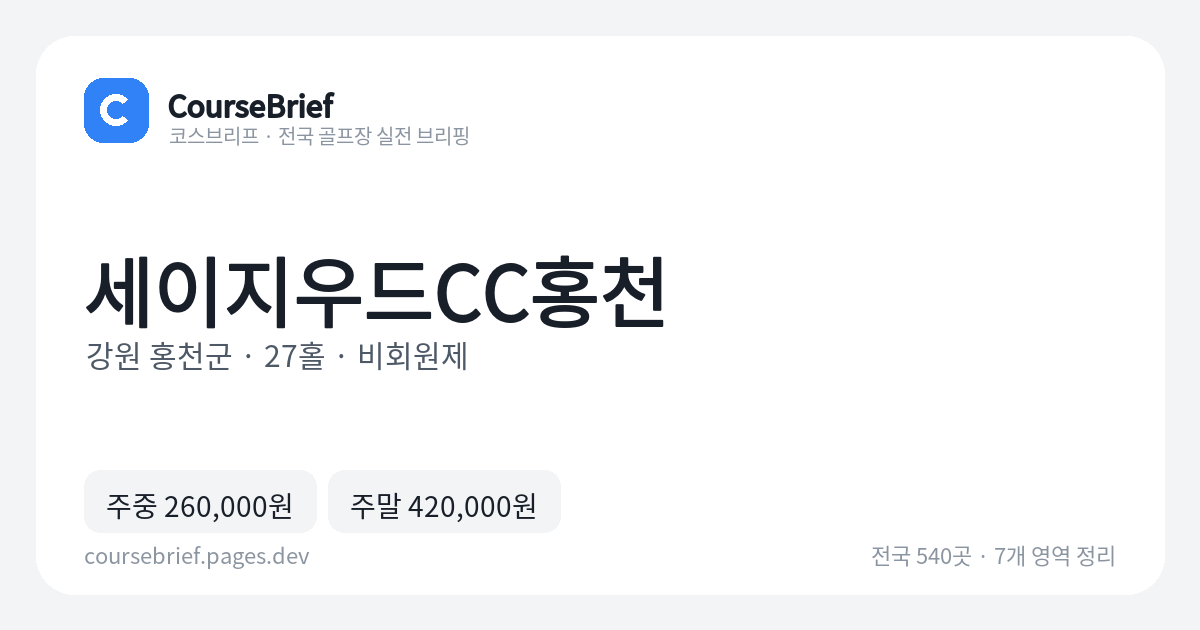 C
CourseBrief
코스브리프 · 전국 골프장 실전 브리핑
세이지우드CC홍천
강원 홍천군 · 27홀 · 비회원제
주중 260,000원
주말 420,000원
coursebrief.pages.dev
전국 540곳 · 7개 영역 정리